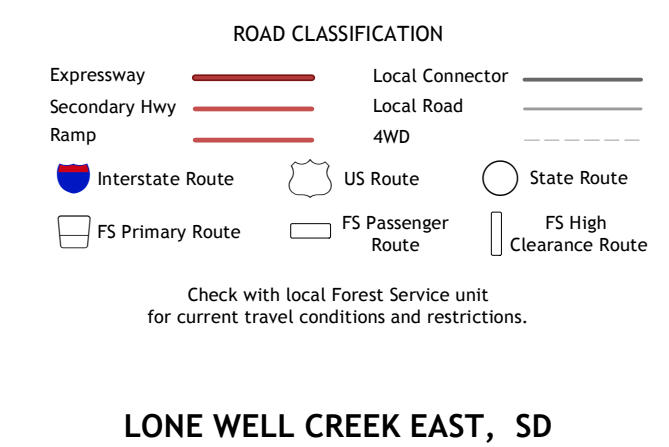 ROAD CLASSIFICATION
Expressway
Local Connector
Secondary Hwy
Local Road
Ramp
4WD
Interstate Route
US Route
State Route
FS Primary Route
FS Passenger
Route
FS High
Clearance Route
Check with local Forest Service unit
for current travel conditions and restrictions.
LONE WELL CREEK EAST, SD